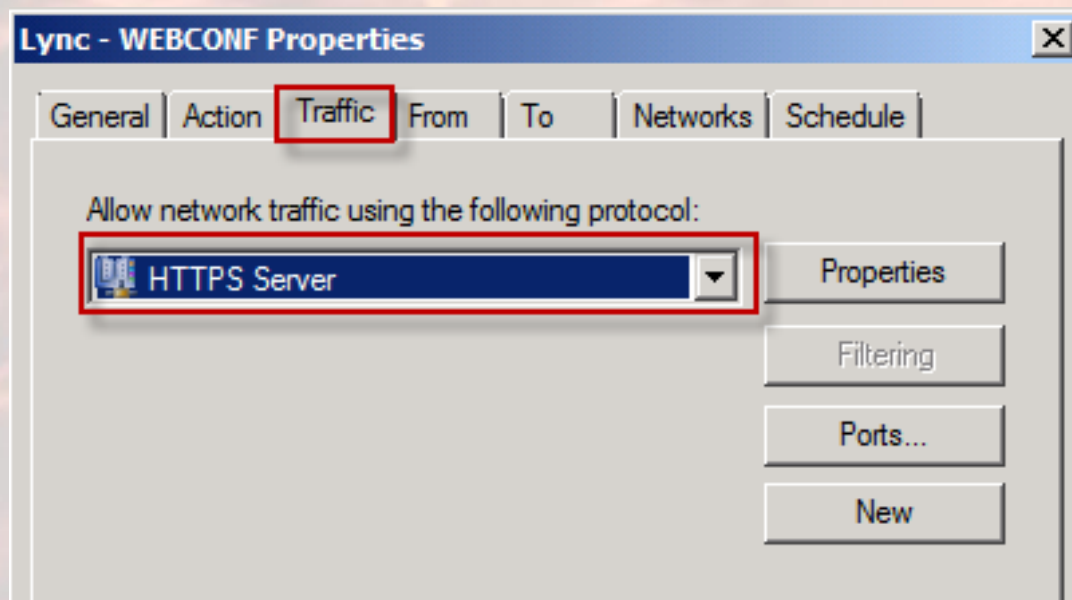 Lync - WEBCONF Properties
General Action Traffic From To Networks Schedule
Allow network traffic using the following protocol:
HTTPS Server
Properties
Filtering
Ports...
New